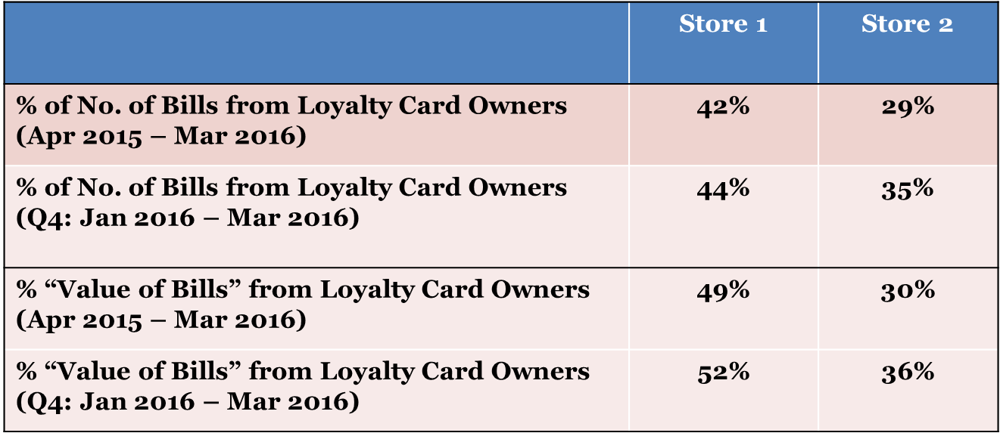 Store 1 Store 2
% of No. of Bills from Loyalty Card Owners 42% 29%
(Apr 2015 – Mar 2016)
% of No. of Bills from Loyalty Card Owners 44% 35%
(Q4: Jan 2016 – Mar 2016)
% “Value of Bills” from Loyalty Card Owners 49% 30%
(Apr 2015 – Mar 2016)
% “Value of Bills” from Loyalty Card Owners 52% 36%
(Q4: Jan 2016 – Mar 2016)